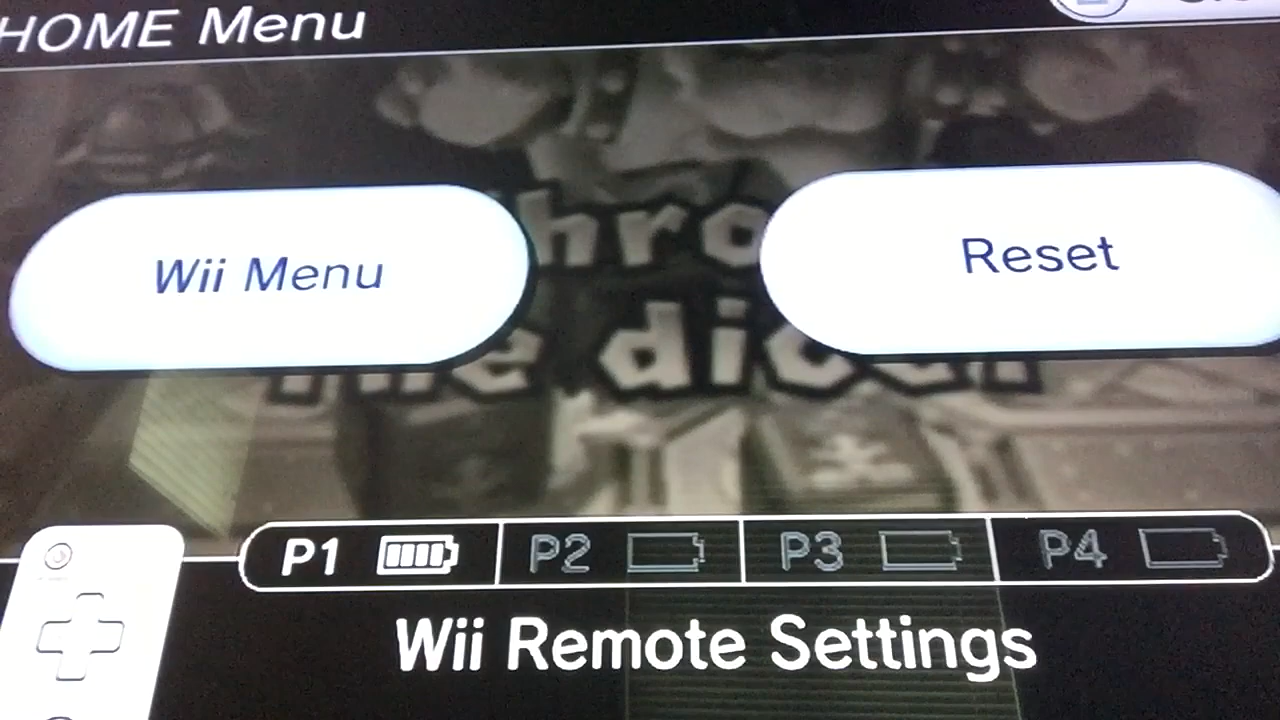 HOME Menu
Wii Menu
Reset
P1 P2 P3 P4
Wii Remote Settings